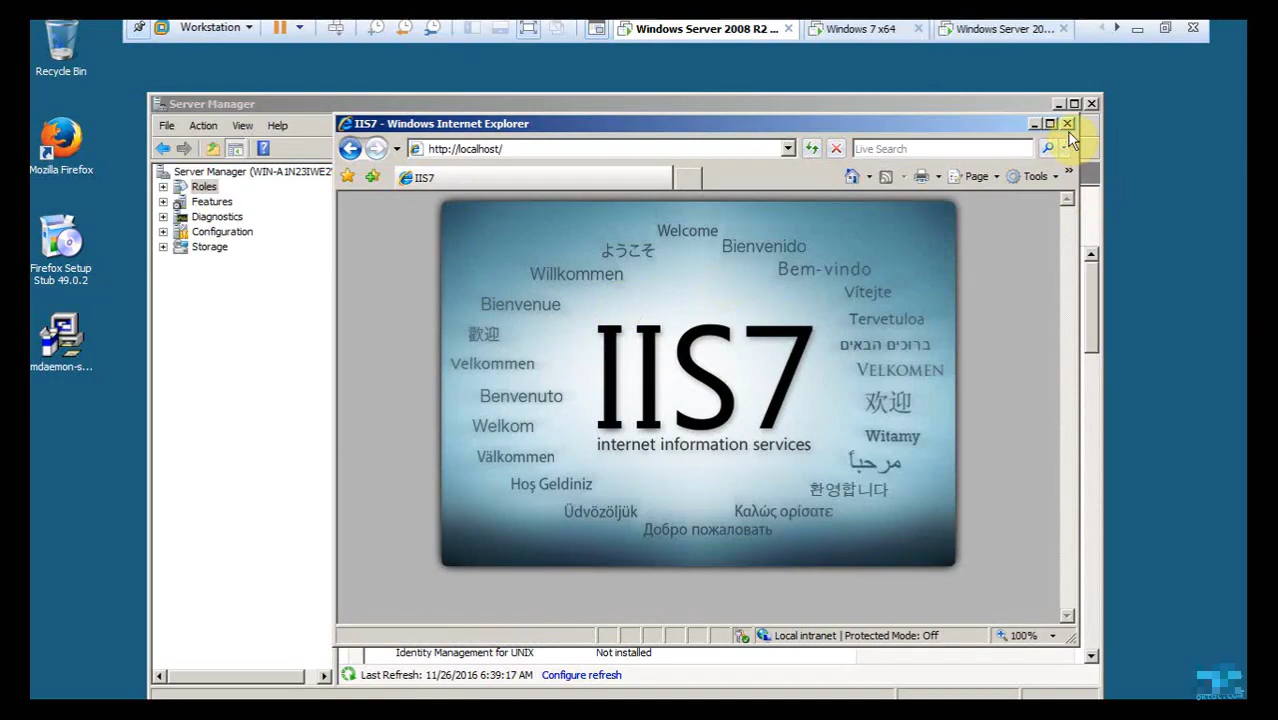 Workstation
Windows Server 2008 R2 ...
Windows 7 x64
Windows Server 20...
Recycle Bin
Mozilla Firefox
Firefox Setup
Stub 49.0.2
mdaemon-s...
Server Manager
File Action View Help
Server Manager (WIN-A1N23IWE2
Roles
Features
Diagnostics
Configuration
Storage
IIS7 - Windows Internet Explorer
http://localhost/
Live Search
IIS7
Page
Tools
Welcome
ようこそ
Bienvenido
Willkommen
Bem-vindo
Bienvenue
Vítejte
歡迎
Tervetuloa
ברוכים הבאים
Velkommen
VELKOMEN
Benvenuto
欢迎
Welkom
Witamy
Välkommen
مرحباً
Hoş Geldiniz
환영합니다
Üdvözöljük
Καλώς ορίσατε
Добро пожаловать
IIS7
internet information services
Local intranet | Protected Mode: Off
100%
Identity Management for UNIX Not installed
Last Refresh: 11/26/2016 6:39:17 AM Configure refresh